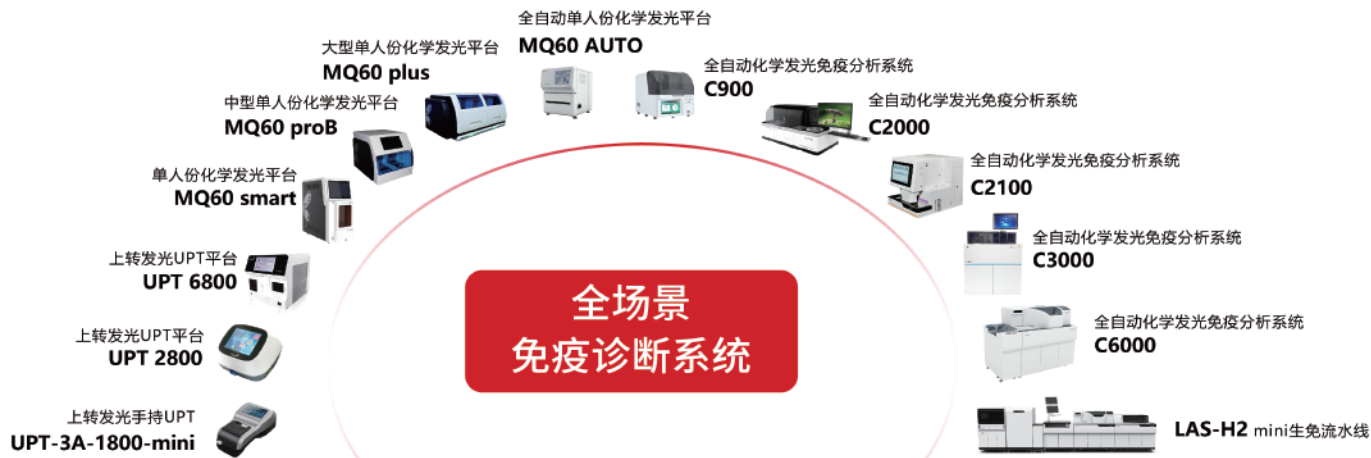 全自动单人份化学发光平台
MQ60 AUTO
大型单人份化学发光平台
MQ60 plus
中型单人份化学发光平台
MQ60 proB
单人份化学发光平台
MQ60 smart
上转发光UPT平台
UPT 6800
上转发光UPT平台
UPT 2800
上转发光手持UPT
UPT-3A-1800-mini
全自动化学发光免疫分析系统
C900
全自动化学发光免疫分析系统
C2000
全自动化学发光免疫分析系统
C2100
全自动化学发光免疫分析系统
C3000
全自动化学发光免疫分析系统
C6000
LAS-H2 mini生免流水线
全场景
免疫诊断系统